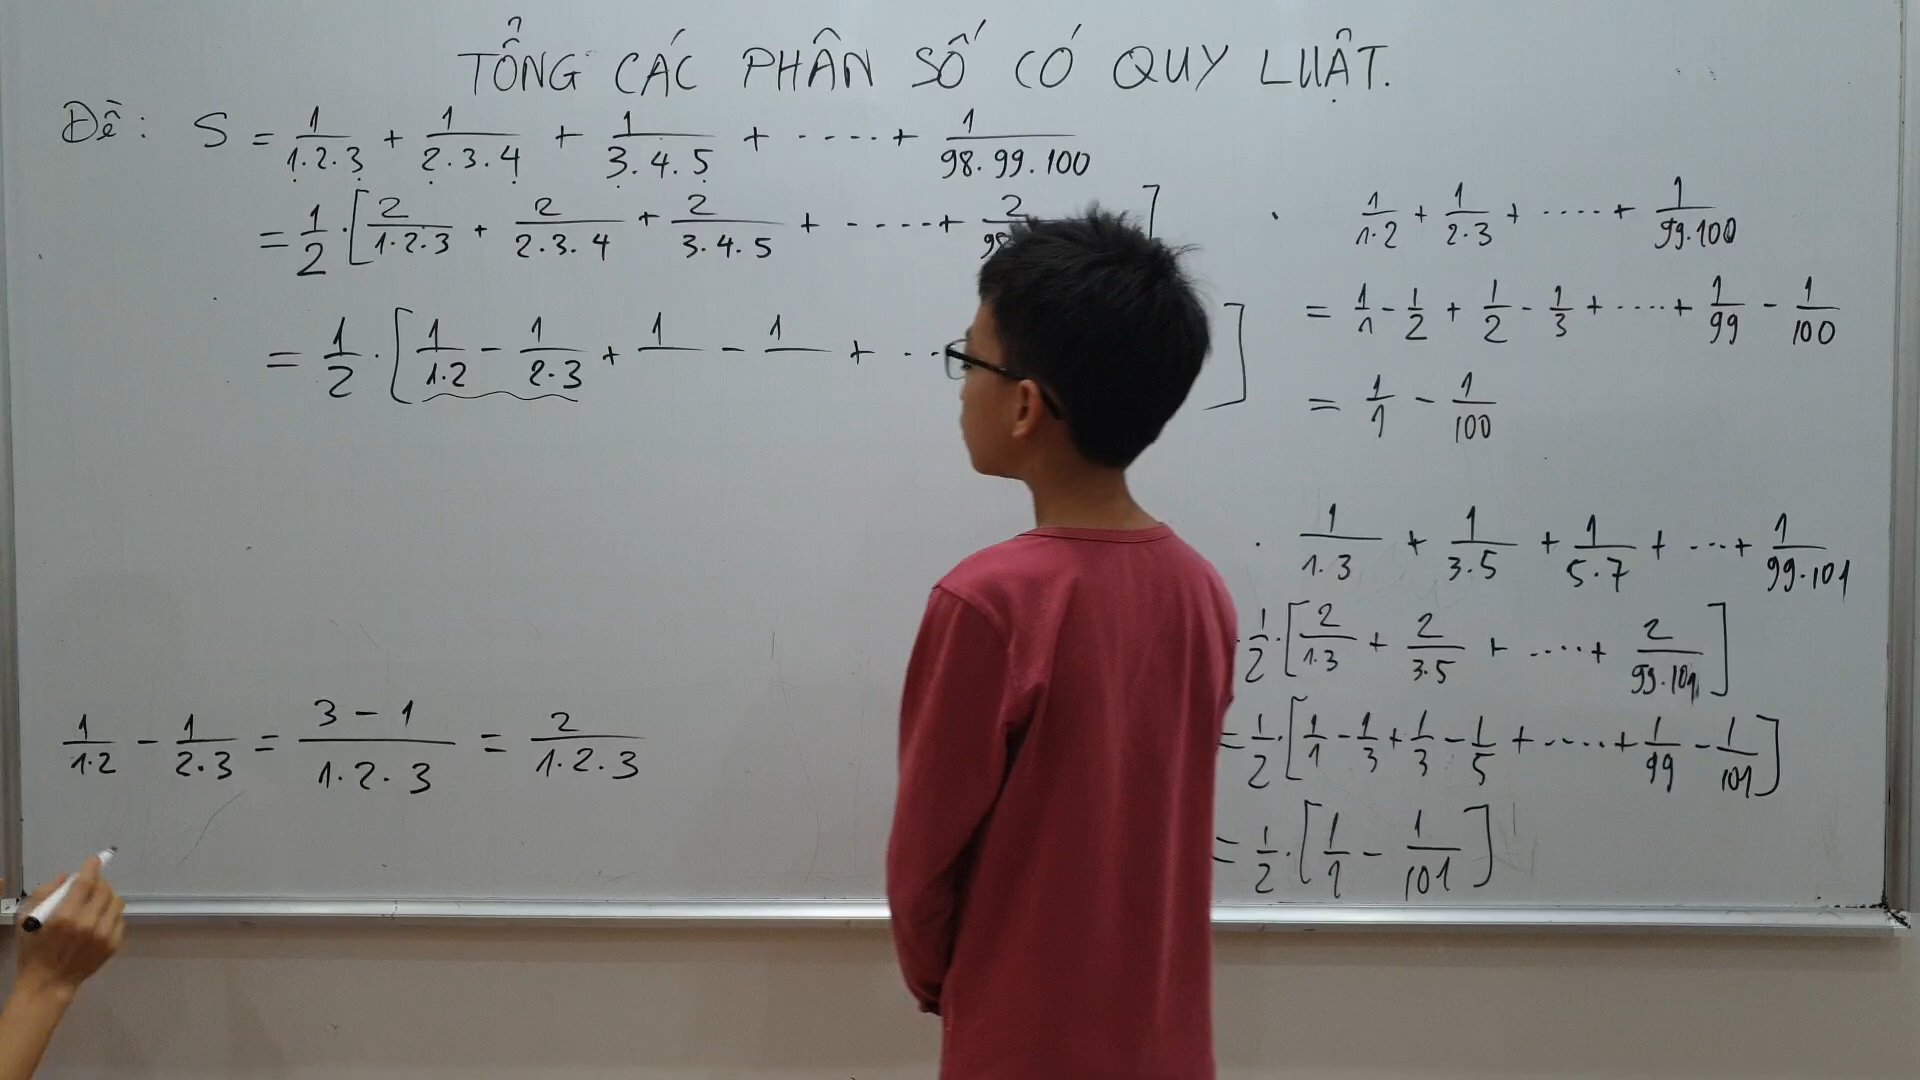 TỔNG CÁC PHÂN SỐ CÓ QUY LUẬT.
Đề: S = 1/1.2.3 + 1/2.3.4 + 1/3.4.5 + ....+ 1/98.99.100
= 1/2 . [2/1.2.3 + 2/2.3.4 + 2/3.4.5 + ....+ 2/98 ]
= 1/2 . [1/1.2 - 1/2.3 + 1/ - 1/ + .. ]
1/1.2 - 1/2.3 = 3 - 1/1.2.3 = 2/1.2.3
. 1/1.2 + 1/2.3 + ....+ 1/99.100
= 1/1 - 1/2 + 1/2 - 1/3 + ....+ 1/99 - 1/100
= 1/1 - 1/100
. 1/1.3 + 1/3.5 + 1/5.7 + ...+ 1/99.101
1/2 . [2/1.3 + 2/3.5 + ....+ 2/99.101]
= 1/2 . [1/1 - 1/3 + 1/3 - 1/5 + ....+ 1/99 - 1/101]
= 1/2 . [1/1 - 1/101]